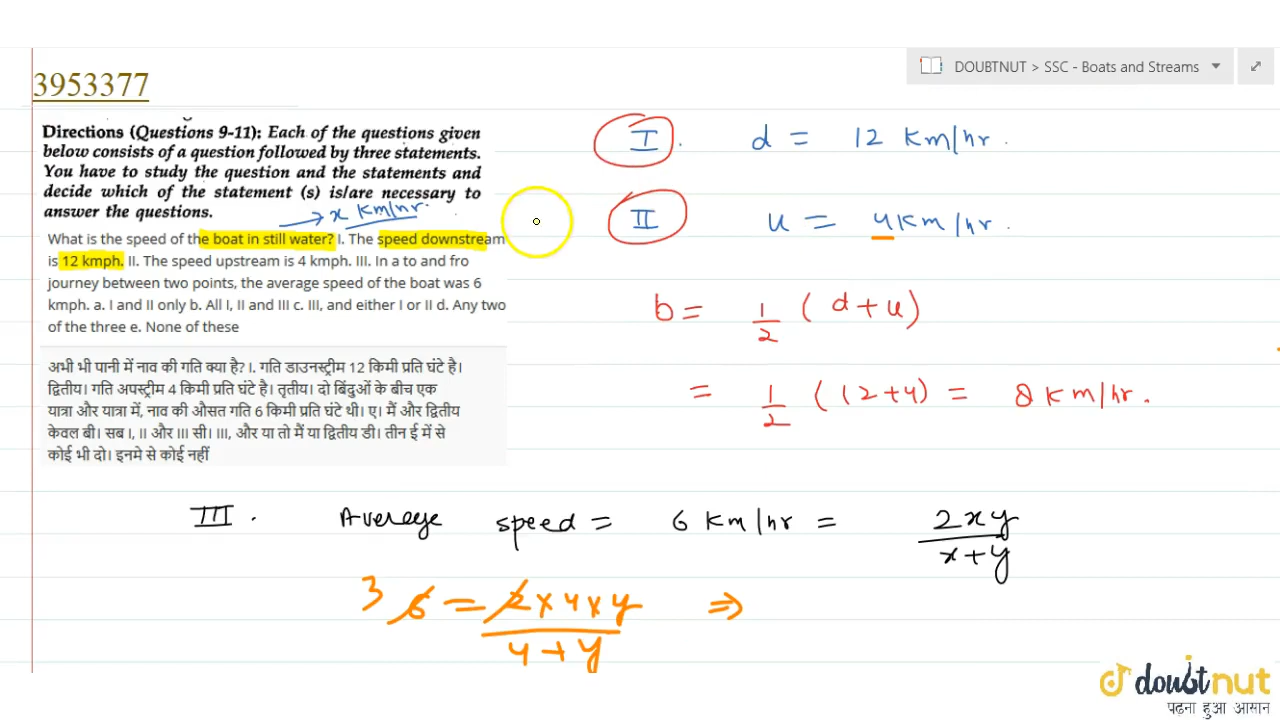 3953377
DOUBTNUT > SSC - Boats and Streams
Directions (Questions 9-11): Each of the questions given
below consists of a question followed by three statements.
You have to study the question and the statements and
decide which of the statement (s) is/are necessary to
answer the questions.
→ x Km/hr.
What is the speed of the boat in still water? I. The speed downstream
is 12 kmph. II. The speed upstream is 4 kmph. III. In a to and fro
journey between two points, the average speed of the boat was 6
kmph. a. I and II only b. All I, II and III c. III, and either I or II d. Any two
of the three e. None of these
अभी भी पानी में नाव की गति क्या है? I. गति डाउनस्ट्रीम 12 किमी प्रति घंटे है।
द्वितीय। गति अपस्ट्रीम 4 किमी प्रति घंटे है। तृतीय। दो बिंदुओं के बीच एक
यात्रा और यात्रा में, नाव की औसत गति 6 किमी प्रति घंटे थी। ए। मैं और द्वितीय
केवल बी। सब I, II और III सी। III, और या तो मैं या द्वितीय डी। तीन ई में से
कोई भी दो। इनमे से कोई नहीं
I. d = 12 Km/hr.
II u = 4Km/hr.
b = 1/2 (d+u)
= 1/2 (12+4) = 8 Km/hr.
III. Average speed = 6 Km/hr = 2xy/x+y
3 6 = 2×4×y/4+y ⇒
doubtnut
पढ़ना हुआ आसान